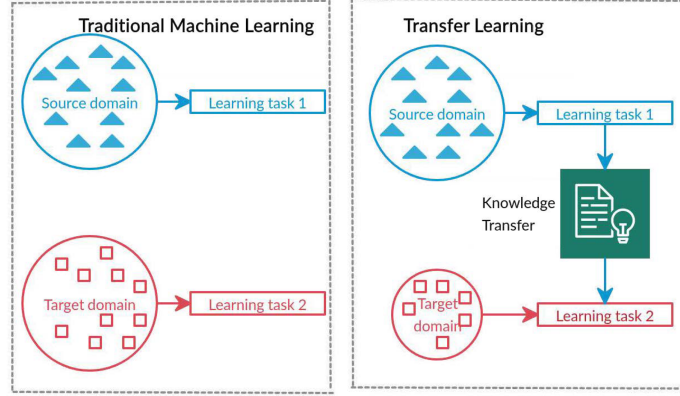 Traditional Machine Learning
Source domain
Learning task 1
Target domain
Learning task 2
Transfer Learning
Source domain
Learning task 1
Knowledge
Transfer
Target
domain
Learning task 2